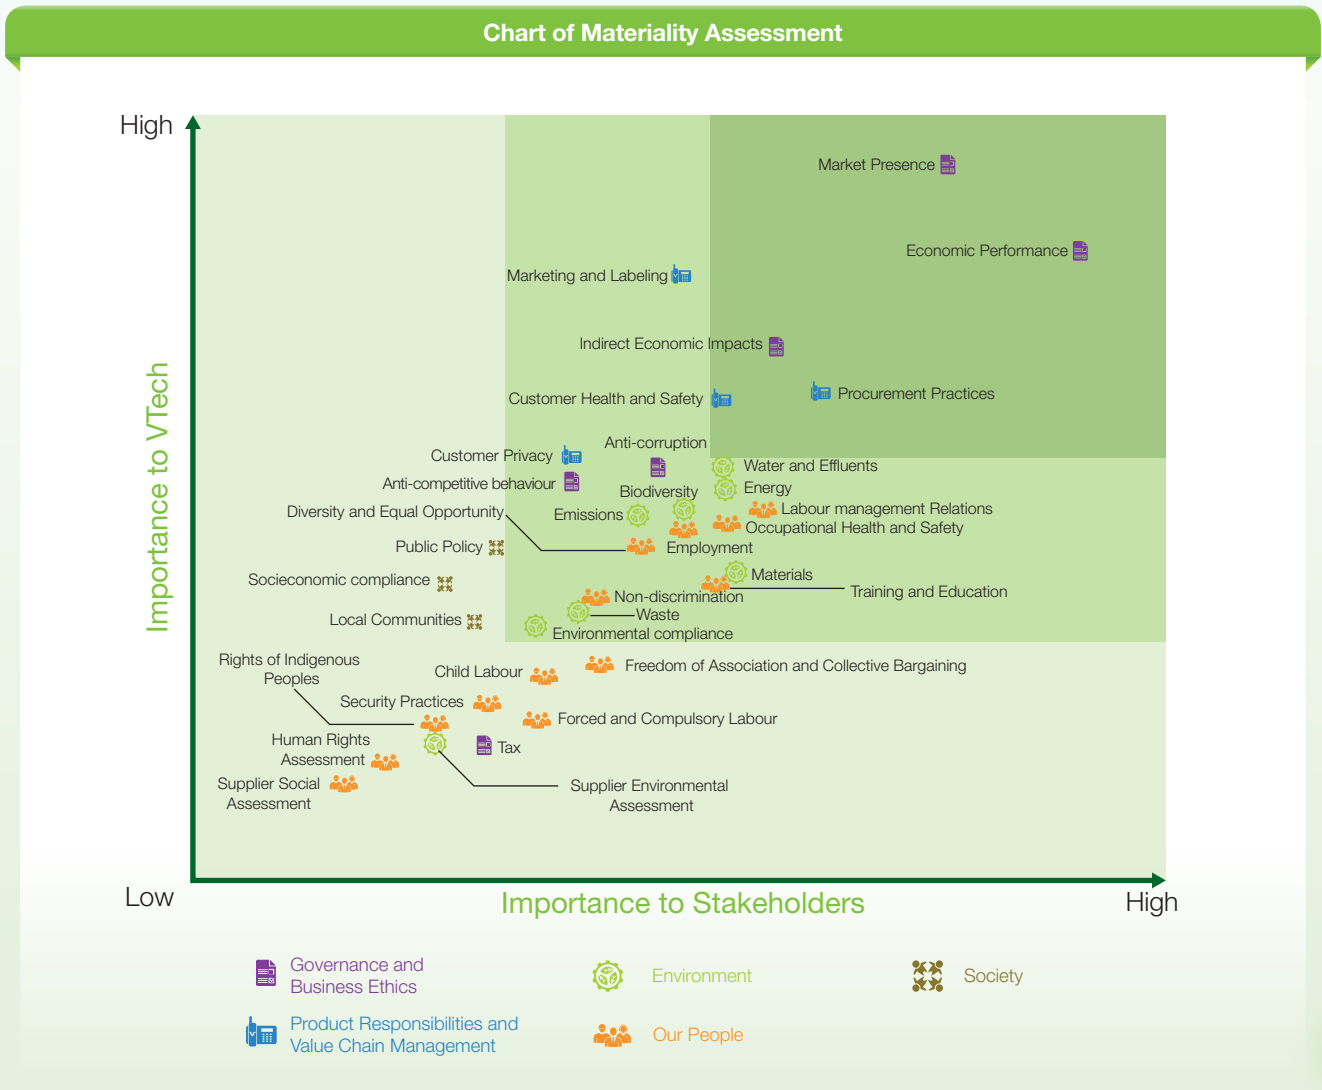 Chart of Materiality Assessment
High
Market Presence
Economic Performance
Marketing and Labeling
Indirect Economic Impacts
Procurement Practices
Customer Health and Safety
Anti-corruption
Customer Privacy
Water and Effluents
Anti-competitive behaviour
Energy
Biodiversity
Diversity and Equal Opportunity
Emissions
Labour management Relations
Occupational Health and Safety
Public Policy
Employment
Socieconomic compliance
Materials
Training and Education
Non-discrimination
Waste
Local Communities
Environmental compliance
Rights of Indigenous
Peoples
Child Labour
Freedom of Association and Collective Bargaining
Security Practices
Forced and Compulsory Labour
Human Rights
Assessment
Tax
Supplier Social
Assessment
Supplier Environmental
Assessment
Importance to VTech
Low
Importance to Stakeholders
High
Governance and
Business Ethics
Environment
Society
Product Responsibilities and
Value Chain Management
Our People